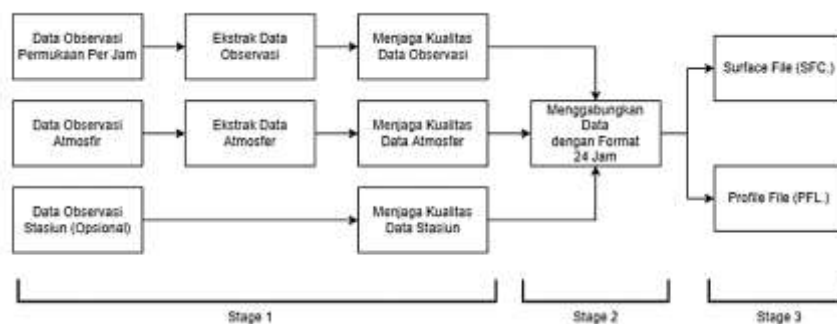 Data Observasi
Permukaan Per Jam
Ekstrak Data
Observasi
Menjaga Kualitas
Data Observasi
Surface File (SFC.)
Data Observasi
Atmosfir
Ekstrak Data
Atmosfer
Menjaga Kualitas
Data Atmosfer
Menggabungkan
Data
dengan Format
24 Jam
Data Observasi
Stasiun (Opsional)
Menjaga Kualitas
Data Stasiun
Profile File (PFL.)
Stage 1
Stage 2
Stage 3